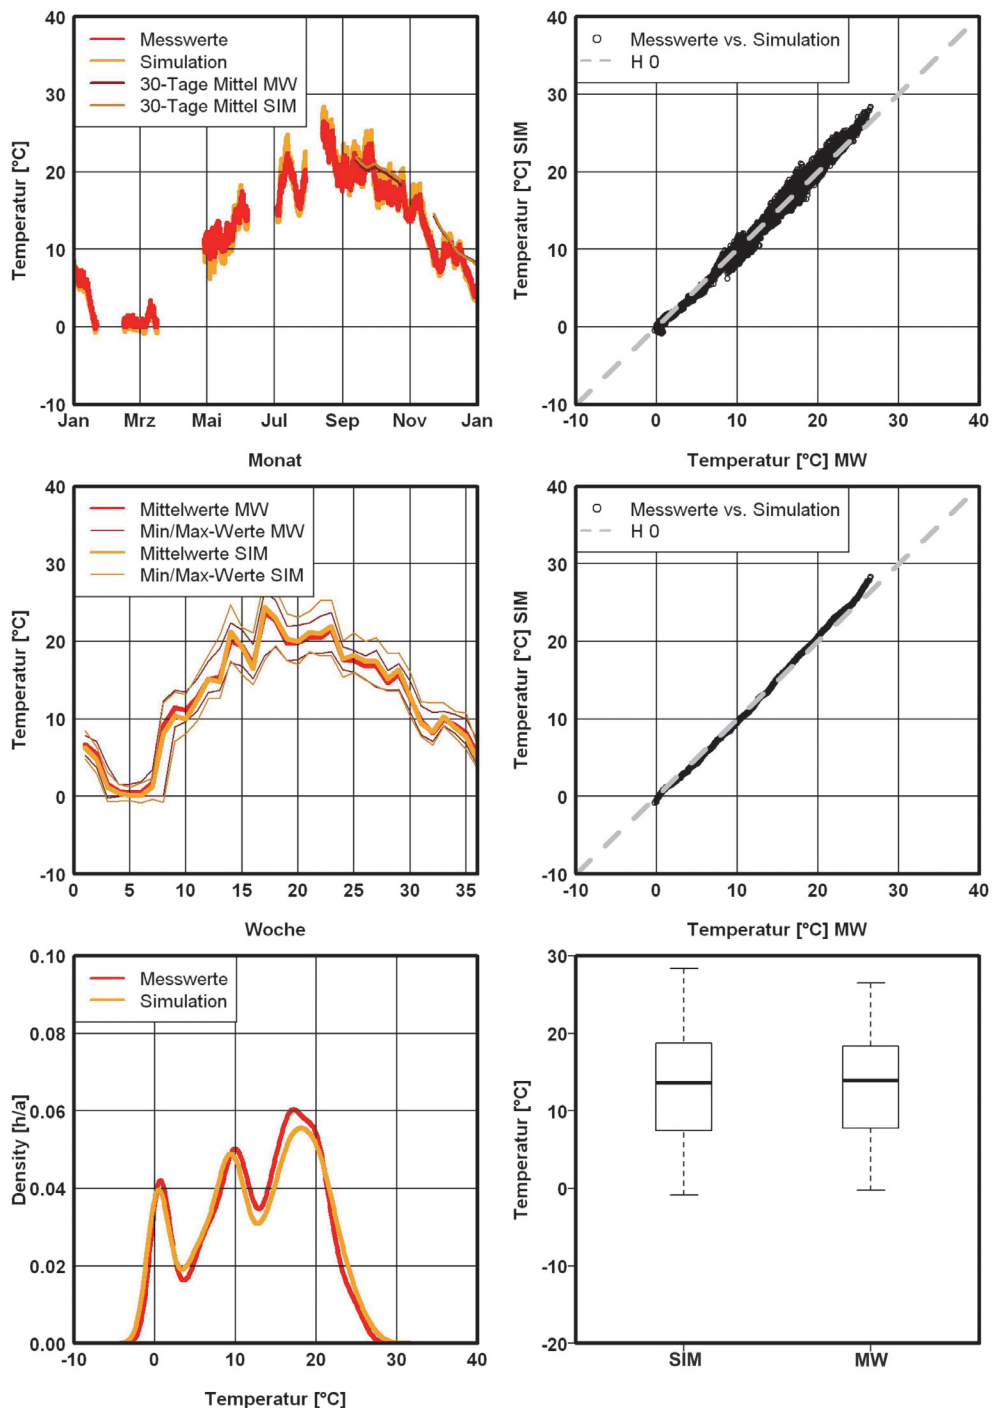 40
30
20
10
0
-10
Temperatur [°C]
Messwerte
Simulation
30-Tage Mittel MW
30-Tage Mittel SIM
Jan Mrz Mai Jul Sep Nov Jan
Monat
40
30
20
10
0
-10
Temperatur [°C] SIM
Messwerte vs. Simulation
H 0
-10 0 10 20 30 40
Temperatur [°C] MW
40
30
20
10
0
-10
Temperatur [°C]
Mittelwerte MW
Min/Max-Werte MW
Mittelwerte SIM
Min/Max-Werte SIM
0 5 10 15 20 25 30 35
Woche
40
30
20
10
0
-10
Temperatur [°C] SIM
Messwerte vs. Simulation
H 0
-10 0 10 20 30 40
Temperatur [°C] MW
0.10
0.08
0.06
0.04
0.02
0.00
Density [h/a]
Messwerte
Simulation
-10 0 10 20 30 40
Temperatur [°C]
30
20
10
0
-10
-20
Temperatur [°C]
SIM MW